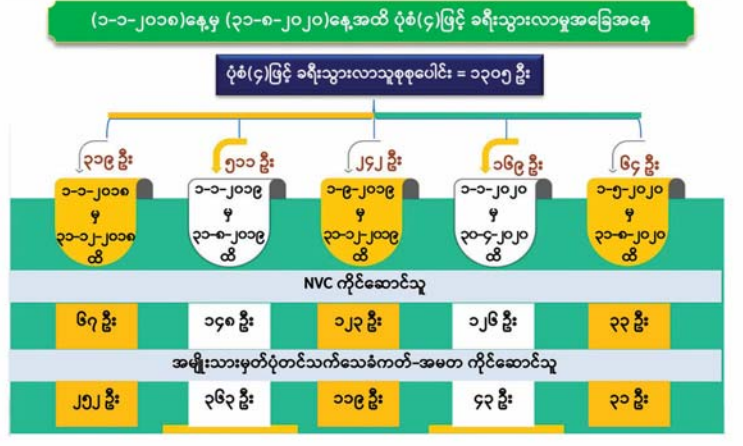 (၁-၁-၂၀၁၈)နေ့မှ (၃၁-၈-၂၀၂၀)နေ့အထိ ပုံစံ(၄)ဖြင့် ခရီးသွားလာမှုအခြေအနေ
ပုံစံ(၄)ဖြင့် ခရီးသွားလာသူစုစုပေါင်း = ၁၃၀၅ ဦး
၃၁၉ ဦး ၅၁၁ ဦး ၂၄၂ ဦး ၁၆၉ ဦး ၆၄ ဦး
၁-၁-၂၀၁၈ ၁-၁-၂၀၁၉ ၁-၉-၂၀၁၉ ၁-၁-၂၀၂၀ ၁-၅-၂၀၂၀
မှ မှ မှ မှ မှ
၃၁-၁၂-၂၀၁၈ ၃၁-၈-၂၀၁၉ ၃၁-၁၂-၂၀၁၉ ၃၀-၄-၂၀၂၀ ၃၁-၈-၂၀၂၀
ထိ ထိ ထိ ထိ ထိ
NVC ကိုင်ဆောင်သူ
၆၇ ဦး ၁၄၈ ဦး ၁၂၃ ဦး ၁၂၆ ဦး ၃၃ ဦး
အမျိုးသားမှတ်ပုံတင်သက်သေခံကတ်-အမတ ကိုင်ဆောင်သူ
၂၅၂ ဦး ၃၆၃ ဦး ၁၁၉ ဦး ၄၃ ဦး ၃၁ ဦး